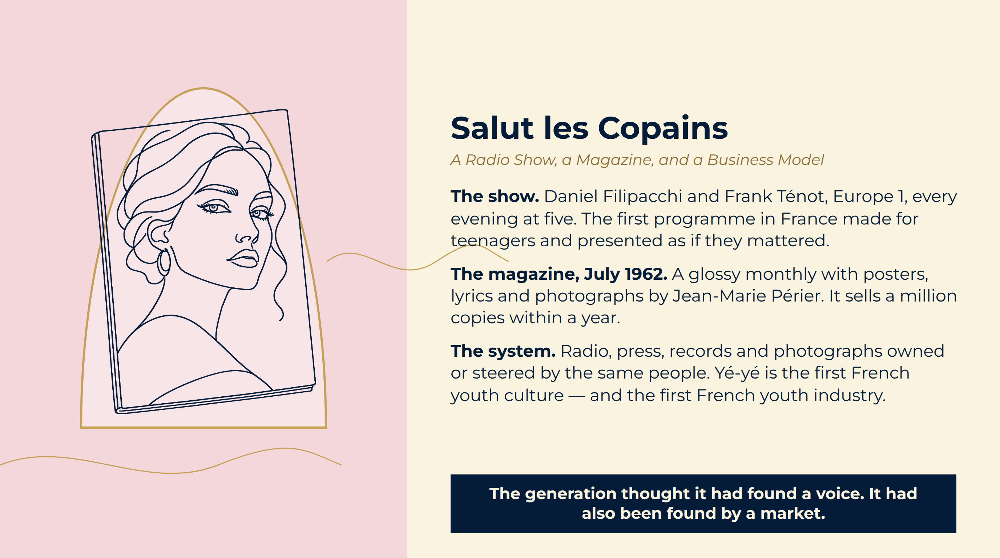 Salut les Copains
A Radio Show, a Magazine, and a Business Model
The show. Daniel Filipacchi and Frank Ténot, Europe 1, every
evening at five. The first programme in France made for
teenagers and presented as if they mattered.
The magazine, July 1962. A glossy monthly with posters,
lyrics and photographs by Jean-Marie Périer. It sells a million
copies within a year.
The system. Radio, press, records and photographs owned
or steered by the same people. Yé-yé is the first French
youth culture — and the first French youth industry.
The generation thought it had found a voice. It had
also been found by a market.